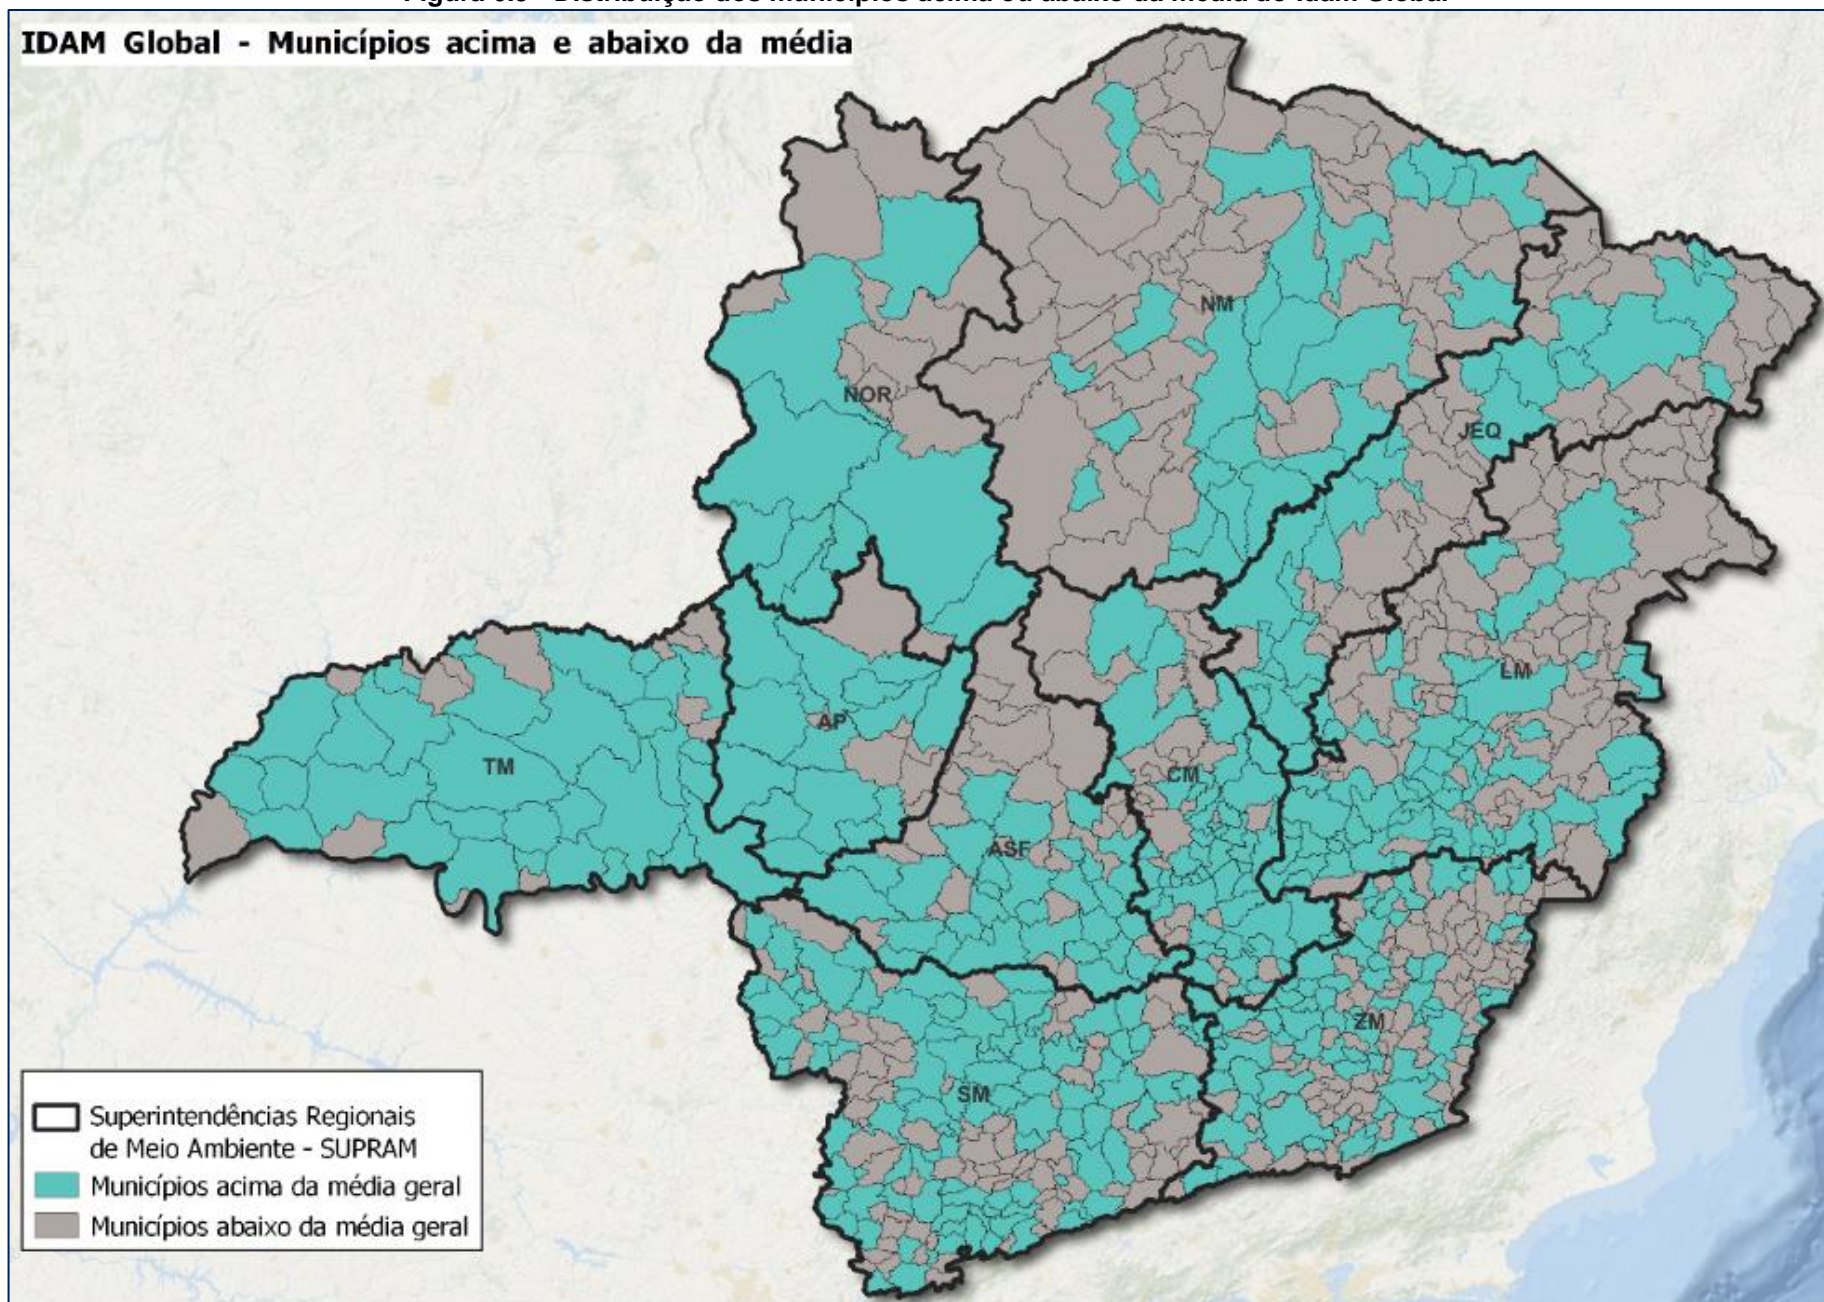 IDAM Global - Municípios acima e abaixo da média
NM
NOR
JEQ
LM
AP
TM
CM
ASF
ZM
SM
Superintendências Regionais
de Meio Ambiente - SUPRAM
Municípios acima da média geral
Municípios abaixo da média geral